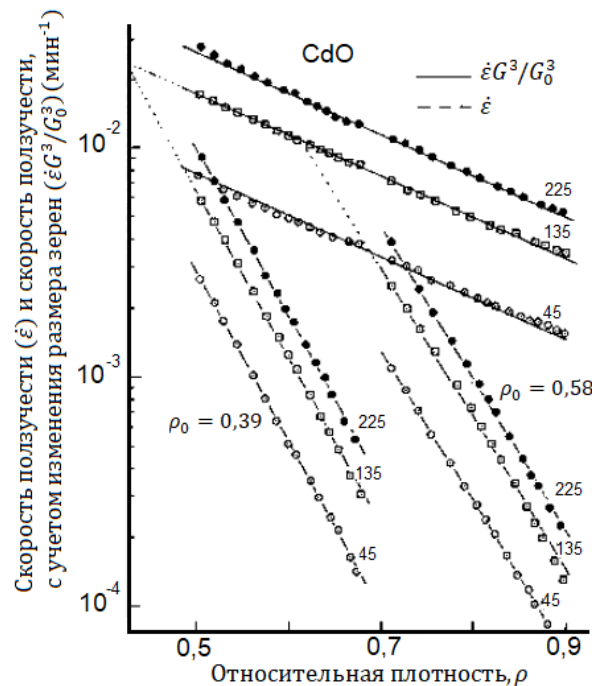 Скорость ползучести (ε̇) и скорость ползучести,
с учетом изменения размера зерен (ε̇G³/G₀³) (мин⁻¹)
CdO
ε̇G³/G₀³
ε̇
10⁻²
10⁻³
10⁻⁴
225
135
45
ρ₀ = 0,39
225
135
45
ρ₀ = 0,58
225
135
45
0,5
0,7
0,9
Относительная плотность, ρ